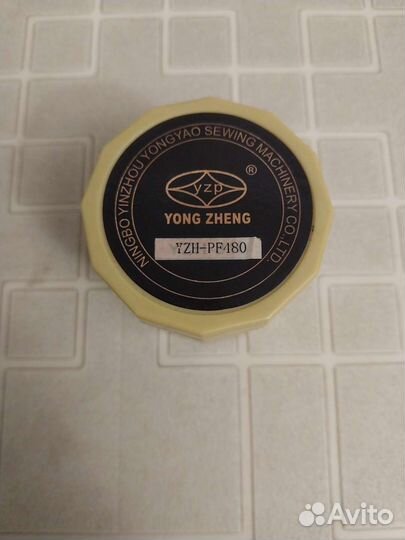 NINGBO YINZHOU YONGYAO SEWING MACHINERY CO.,LTD.
yzp ®
YONG ZHENG
YZH-PF480
Avito